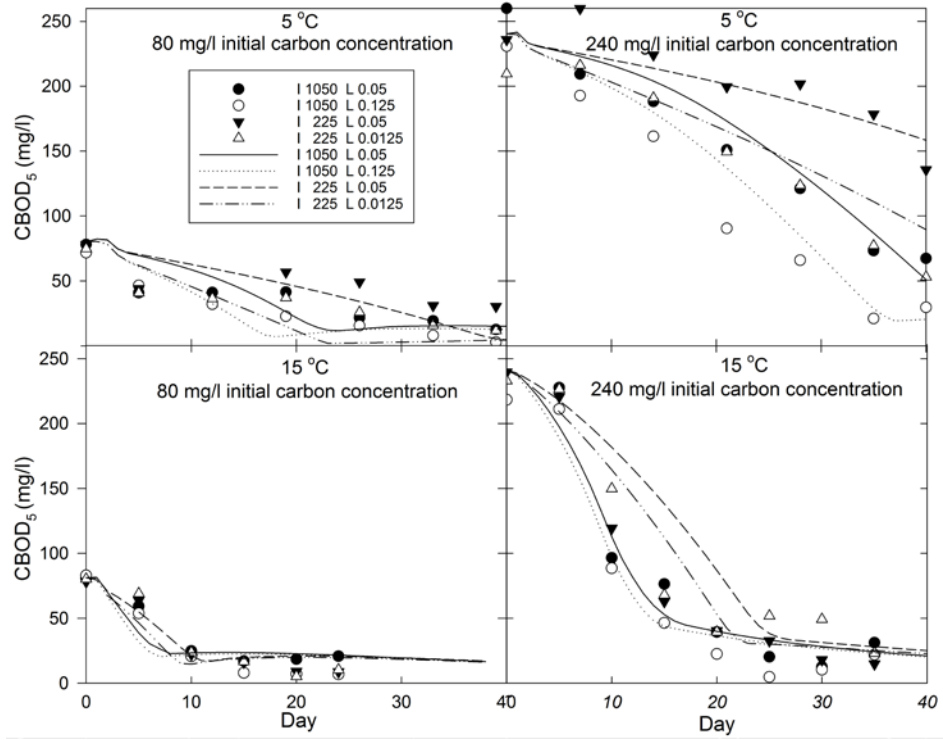 5 °C
80 mg/l initial carbon concentration
5 °C
240 mg/l initial carbon concentration
I 1050 L 0.05
I 1050 L 0.125
I 225 L 0.05
I 225 L 0.0125
I 1050 L 0.05
I 1050 L 0.125
I 225 L 0.05
I 225 L 0.0125
250
200
150
100
50
CBOD5 (mg/l)
15 °C
80 mg/l initial carbon concentration
15 °C
240 mg/l initial carbon concentration
250
200
150
100
50
0
CBOD5 (mg/l)
0 10 20 30 40
Day
10 20 30 40
Day